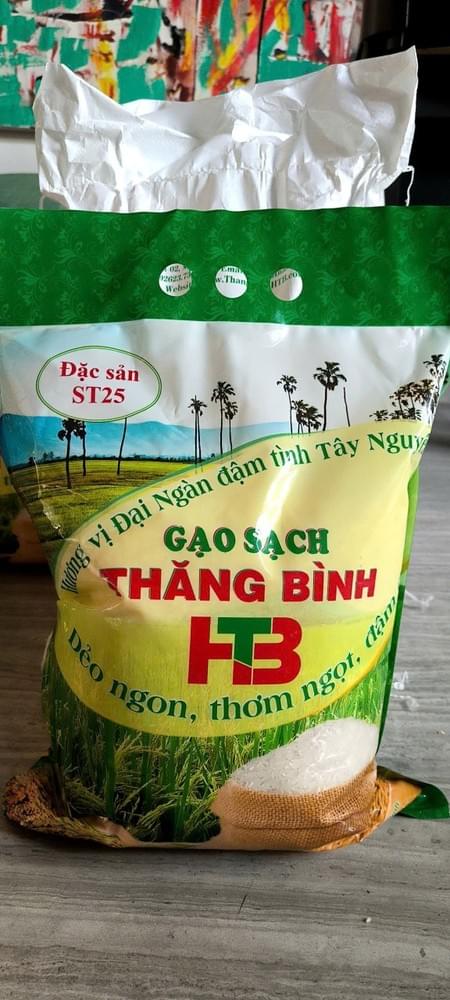 Đặc sản
ST25
vị Đại Ngàn đậm tình Tây
GẠO SẠCH
THĂNG BÌNH
HTB
Dẻo ngon, thơm ngọt, đậm